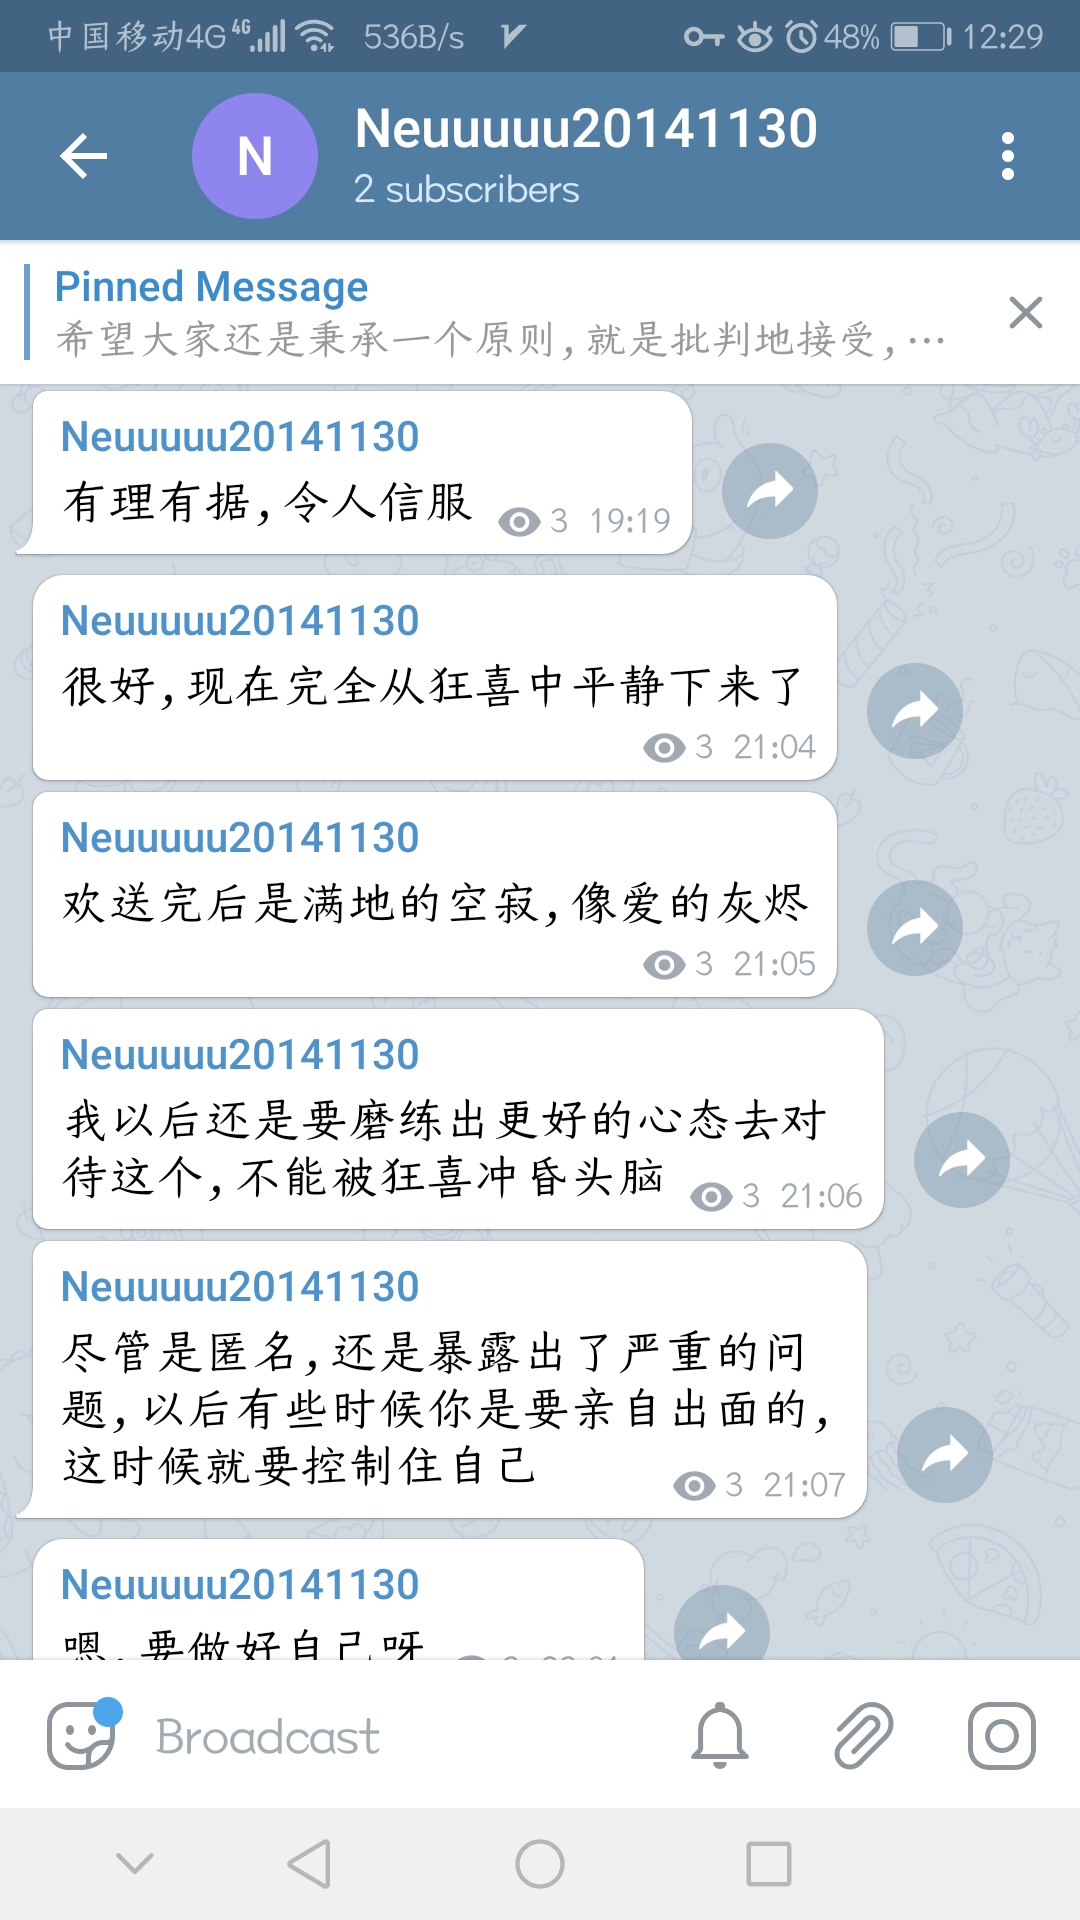 中国移动4G 4G 536B/s 48% 12:29
N
Neuuuuu20141130
2 subscribers
Pinned Message
希望大家还是秉承一个原则,就是批判地接受,…
Neuuuuu20141130
有理有据,令人信服
3 19:19
Neuuuuu20141130
很好,现在完全从狂喜中平静下来了
3 21:04
Neuuuuu20141130
欢送完后是满地的空寂,像爱的灰烬
3 21:05
Neuuuuu20141130
我以后还是要磨练出更好的心态去对
待这个,不能被狂喜冲昏头脑
3 21:06
Neuuuuu20141130
尽管是匿名,还是暴露出了严重的问
题,以后有些时候你是要亲自出面的,
这时候就要控制住自己
3 21:07
Neuuuuu20141130
嗯,要做好自己呀
Broadcast